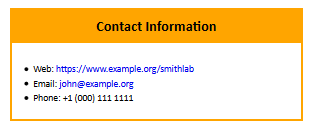 Contact Information
• Web: https://www.example.org/smithlab
• Email: john@example.org
• Phone: +1 (000) 111 1111